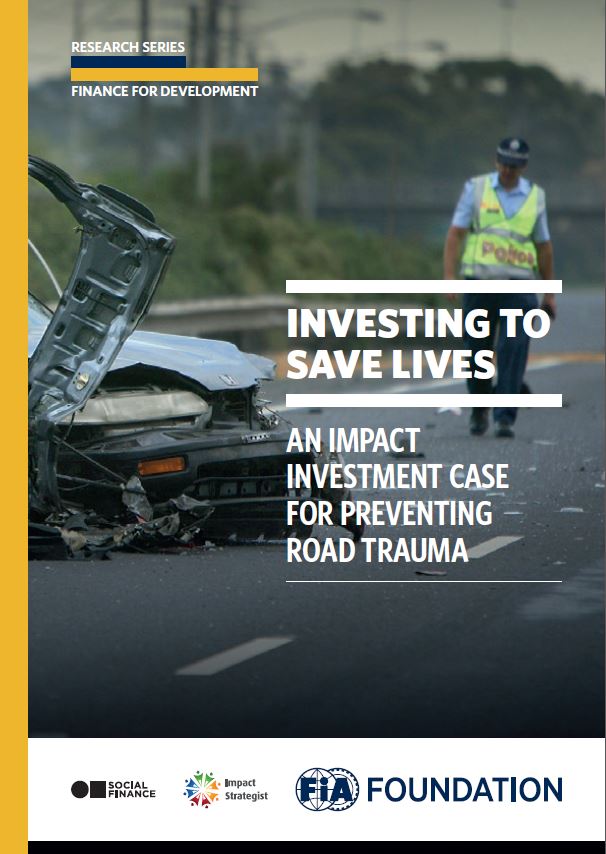 RESEARCH SERIES
FINANCE FOR DEVELOPMENT
Police
INVESTING TO
SAVE LIVES
AN IMPACT
INVESTMENT CASE
FOR PREVENTING
ROAD TRAUMA
SOCIAL
FINANCE
Impact
Strategist
FiA FOUNDATION